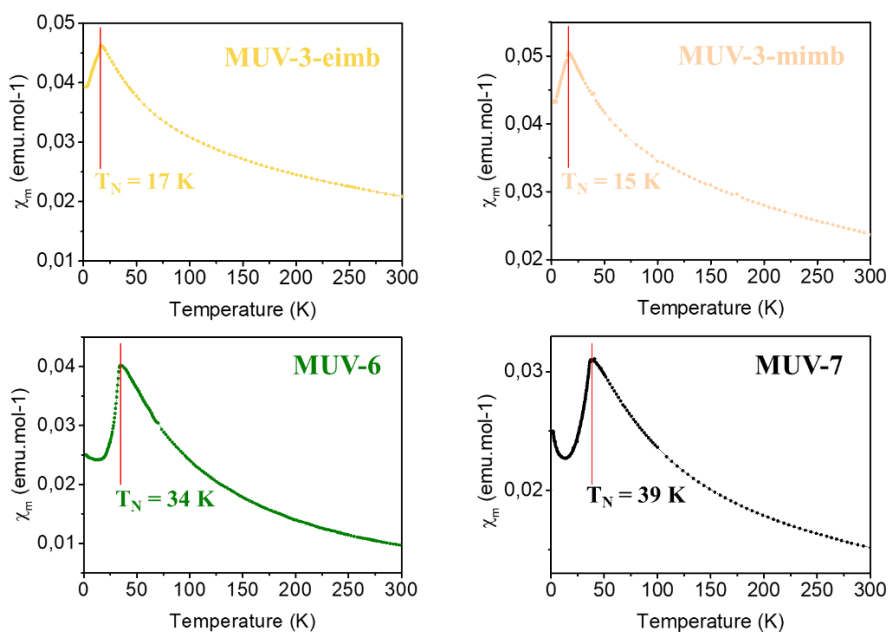 0,05
0,04
0,03
0,02
0,01
χm (emu.mol-1)
MUV-3-eimb
TN = 17 K
0 50 100 150 200 250 300
Temperature (K)
0,05
0,04
0,03
0,02
χm (emu.mol-1)
MUV-3-mimb
TN = 15 K
0 50 100 150 200 250 300
Temperature (K)
0,04
0,03
0,02
0,01
χm (emu.mol-1)
MUV-6
TN = 34 K
0 50 100 150 200 250 300
Temperature (K)
0,03
0,02
χm (emu.mol-1)
MUV-7
TN = 39 K
0 50 100 150 200 250 300
Temperature (K)